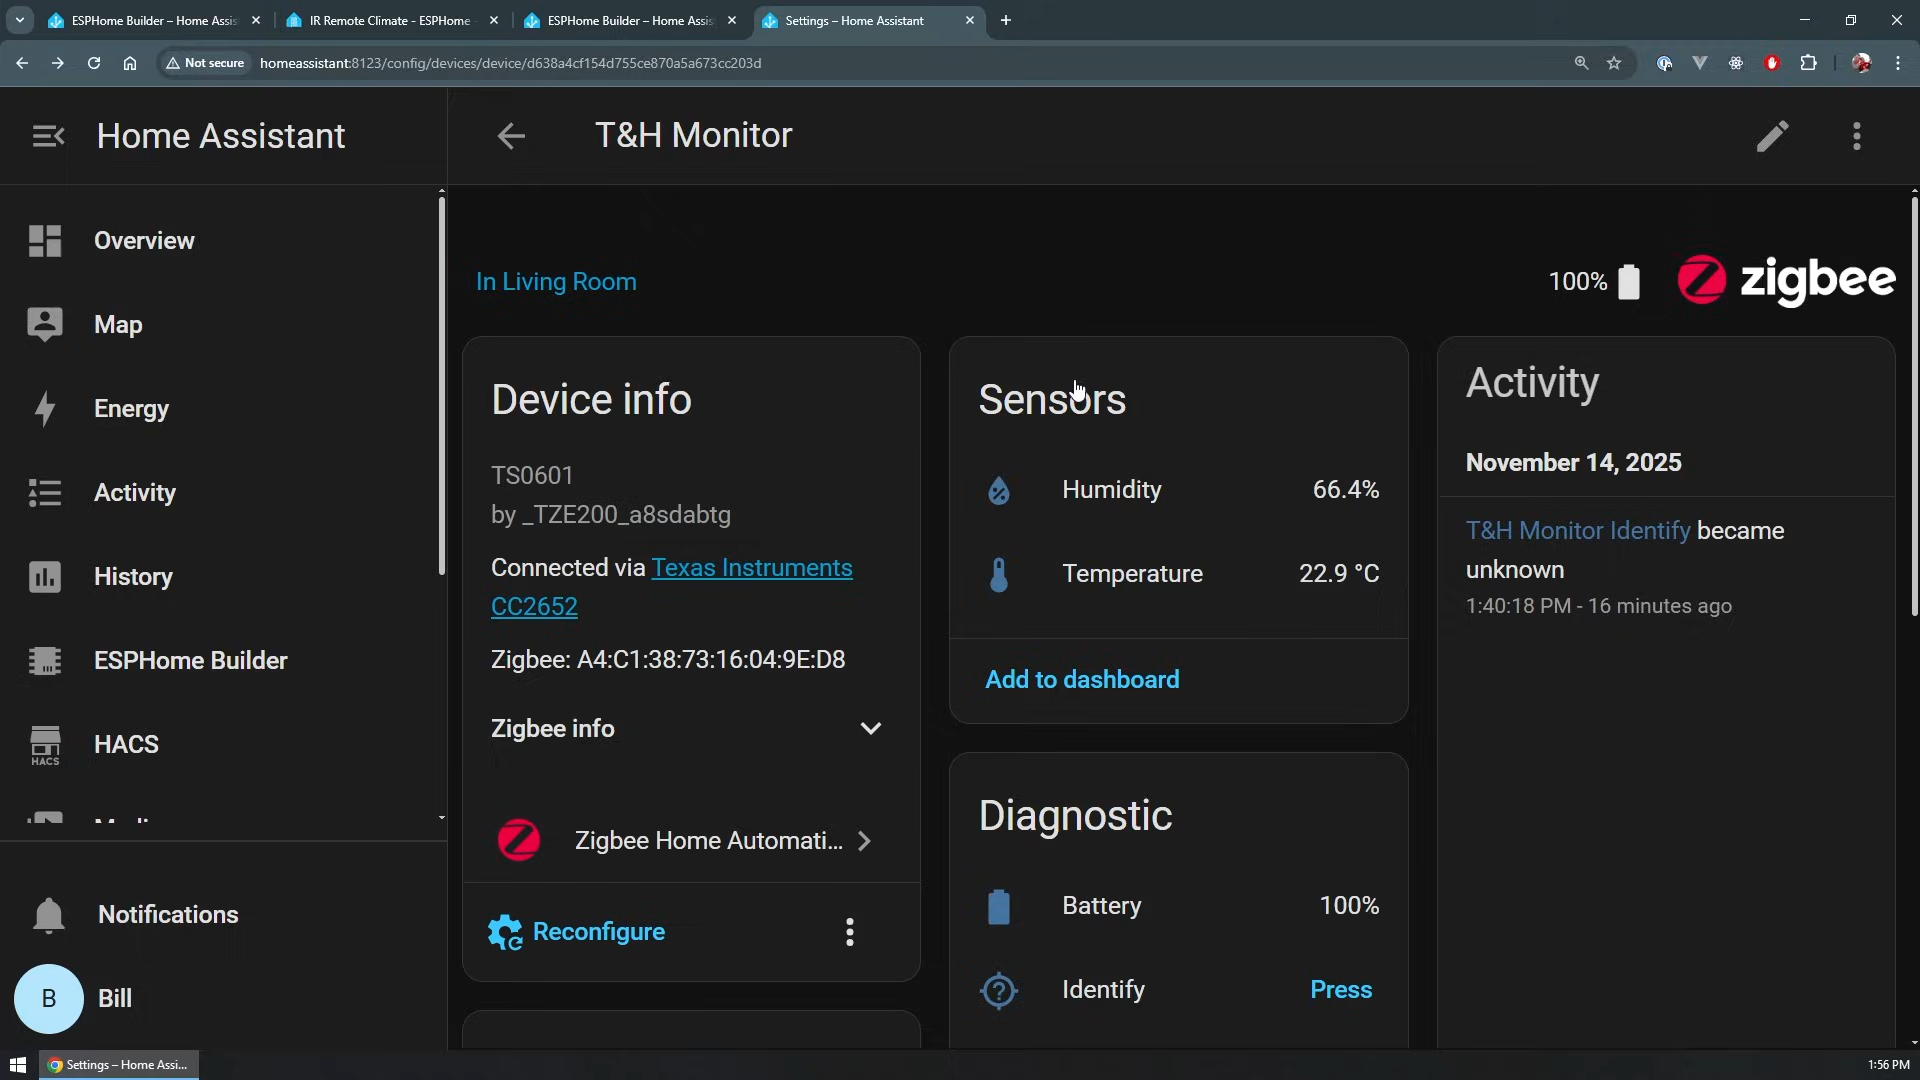 ESPHome Builder – Home Assis
IR Remote Climate - ESPHome
ESPHome Builder – Home Assis
Settings – Home Assistant
Not secure
homeassistant:8123/config/devices/device/d638a4cf154d755ce870a5a673cc203d
Home Assistant
T&H Monitor
Overview
Map
Energy
Activity
History
ESPHome Builder
HACS
HACS
Notifications
B
Bill
In Living Room
100%
zigbee
Device info
TS0601
by _TZE200_a8sdabtg
Connected via Texas Instruments
CC2652
Zigbee: A4:C1:38:73:16:04:9E:D8
Zigbee info
Zigbee Home Automati...
Reconfigure
Sensors
Humidity 66.4%
Temperature 22.9 °C
Add to dashboard
Diagnostic
Battery 100%
Identify Press
Activity
November 14, 2025
T&H Monitor Identify became
unknown
1:40:18 PM - 16 minutes ago
Settings – Home Assi...
1:56 PM